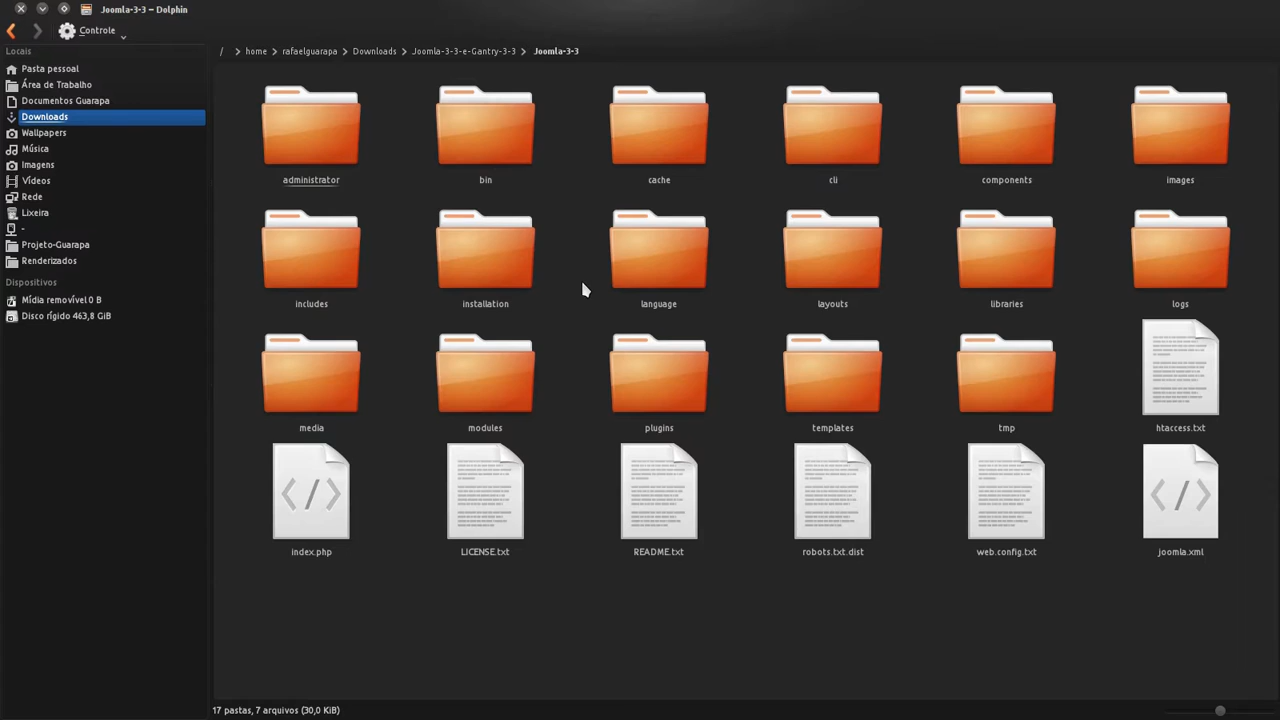 Joomla-3-3 – Dolphin
Controle
Locais
Pasta pessoal
Área de Trabalho
Documentos Guarapa
Downloads
Wallpapers
Música
Imagens
Vídeos
Rede
Lixeira
-
Projeto-Guarapa
Renderizados
Dispositivos
Mídia removível 0 B
Disco rígido 463,8 GiB
/ home rafaelguarapa Downloads Joomla-3-3-e-Gantry-3-3 Joomla-3-3
administrator bin cache cli components images
includes installation language layouts libraries logs
media modules plugins templates tmp htaccess.txt
index.php LICENSE.txt README.txt robots.txt.dist web.config.txt joomla.xml
17 pastas, 7 arquivos (30,0 KiB)